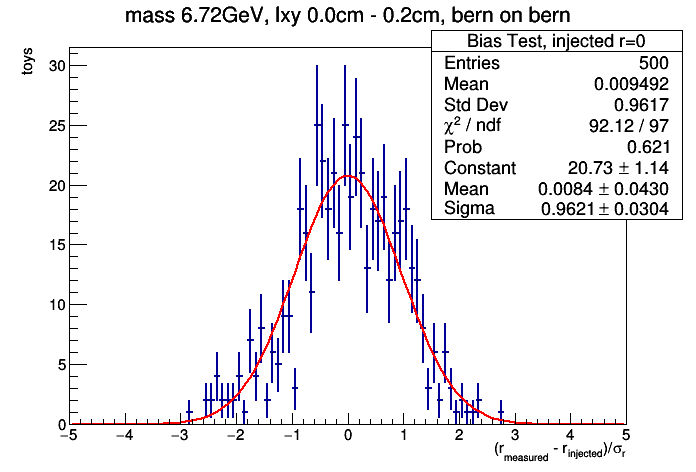 mass 6.72GeV, lxy 0.0cm - 0.2cm, bern on bern
Bias Test, injected r=0
Entries 500
Mean 0.009492
Std Dev 0.9617
χ² / ndf 92.12 / 97
Prob 0.621
Constant 20.73 ± 1.14
Mean 0.0084 ± 0.0430
Sigma 0.9621 ± 0.0304
toys
30
25
20
15
10
5
0
−5 −4 −3 −2 −1 0 1 2 3 4 5
(r_measured - r_injected)/σ_r